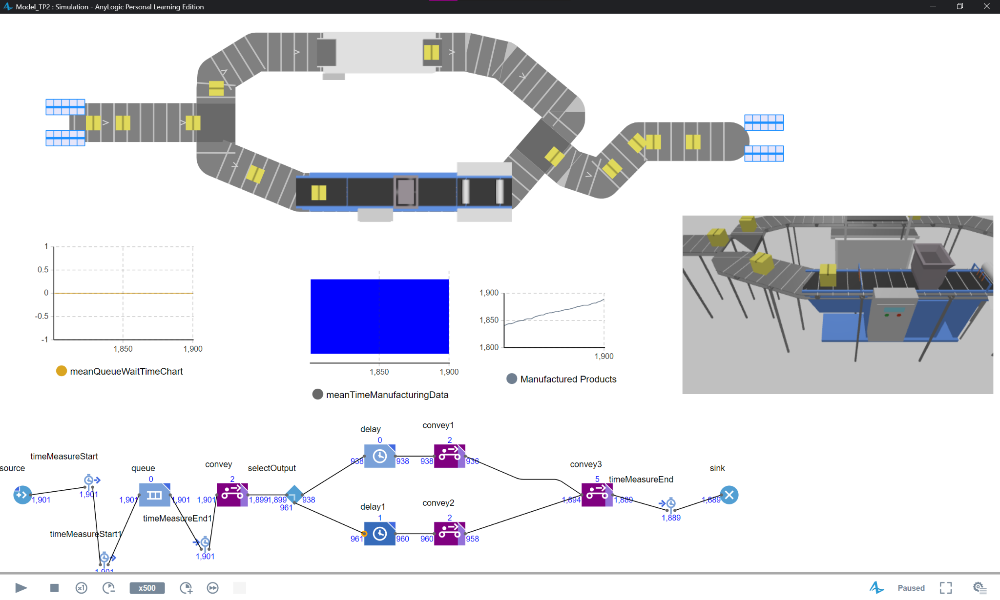 Model_TP2 : Simulation - AnyLogic Personal Learning Edition
1
0.5
0
-0.5
-1
1,850
1,900
meanQueueWaitTimeChart
1,850
1,900
meanTimeManufacturingData
1,900
1,850
1,800
1,900
Manufactured Products
source
1,901
timeMeasureStart
1,901
timeMeasureStart1
1,901
queue
0
1,901
1,901
timeMeasureEnd1
1,901
convey
2
1,901
1,899
selectOutput
1,899
938
961
delay
0
938
938
convey1
2
938
936
delay1
1
961
960
convey2
2
960
958
convey3
5
1,894
1,889
timeMeasureEnd
1,889
sink
1,889
x1
x500
Paused